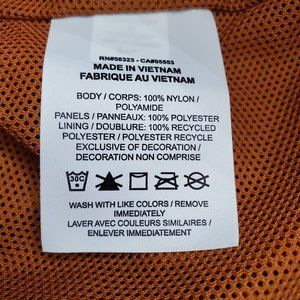 RN#56323 - CA#05553
MADE IN VIETNAM
FABRIQUE AU VIETNAM
BODY / CORPS: 100% NYLON /
POLYAMIDE
PANELS / PANNEAUX: 100% POLYESTER
LINING / DOUBLURE: 100% RECYCLED
POLYESTER / POLYESTER RECYCLE
EXCLUSIVE OF DECORATION /
DECORATION NON COMPRISE
30C
WASH WITH LIKE COLORS / REMOVE
IMMEDIATELY
LAVER AVEC COULEURS SIMILAIRES /
ENLEVER IMMEDIATEMENT